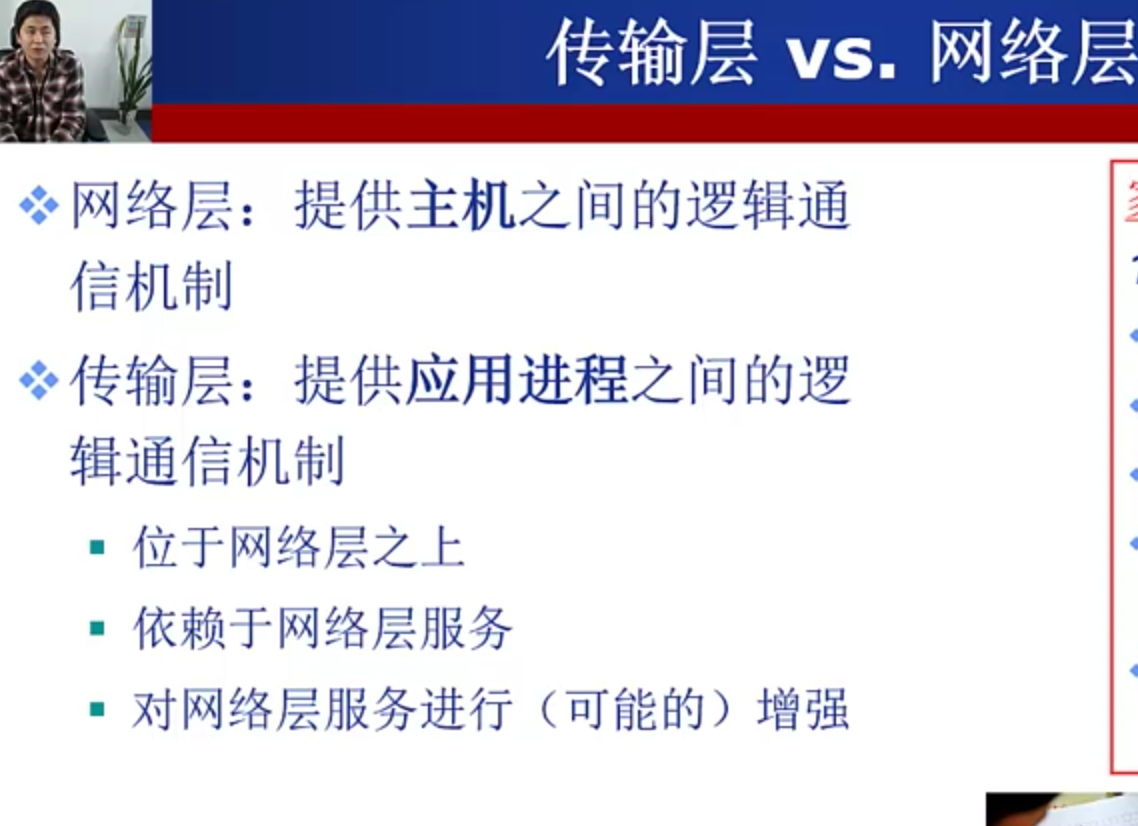 传输层 vs. 网络层
网络层：提供主机之间的逻辑通
信机制
传输层：提供应用进程之间的逻
辑通信机制
位于网络层之上
依赖于网络层服务
对网络层服务进行（可能的）增强